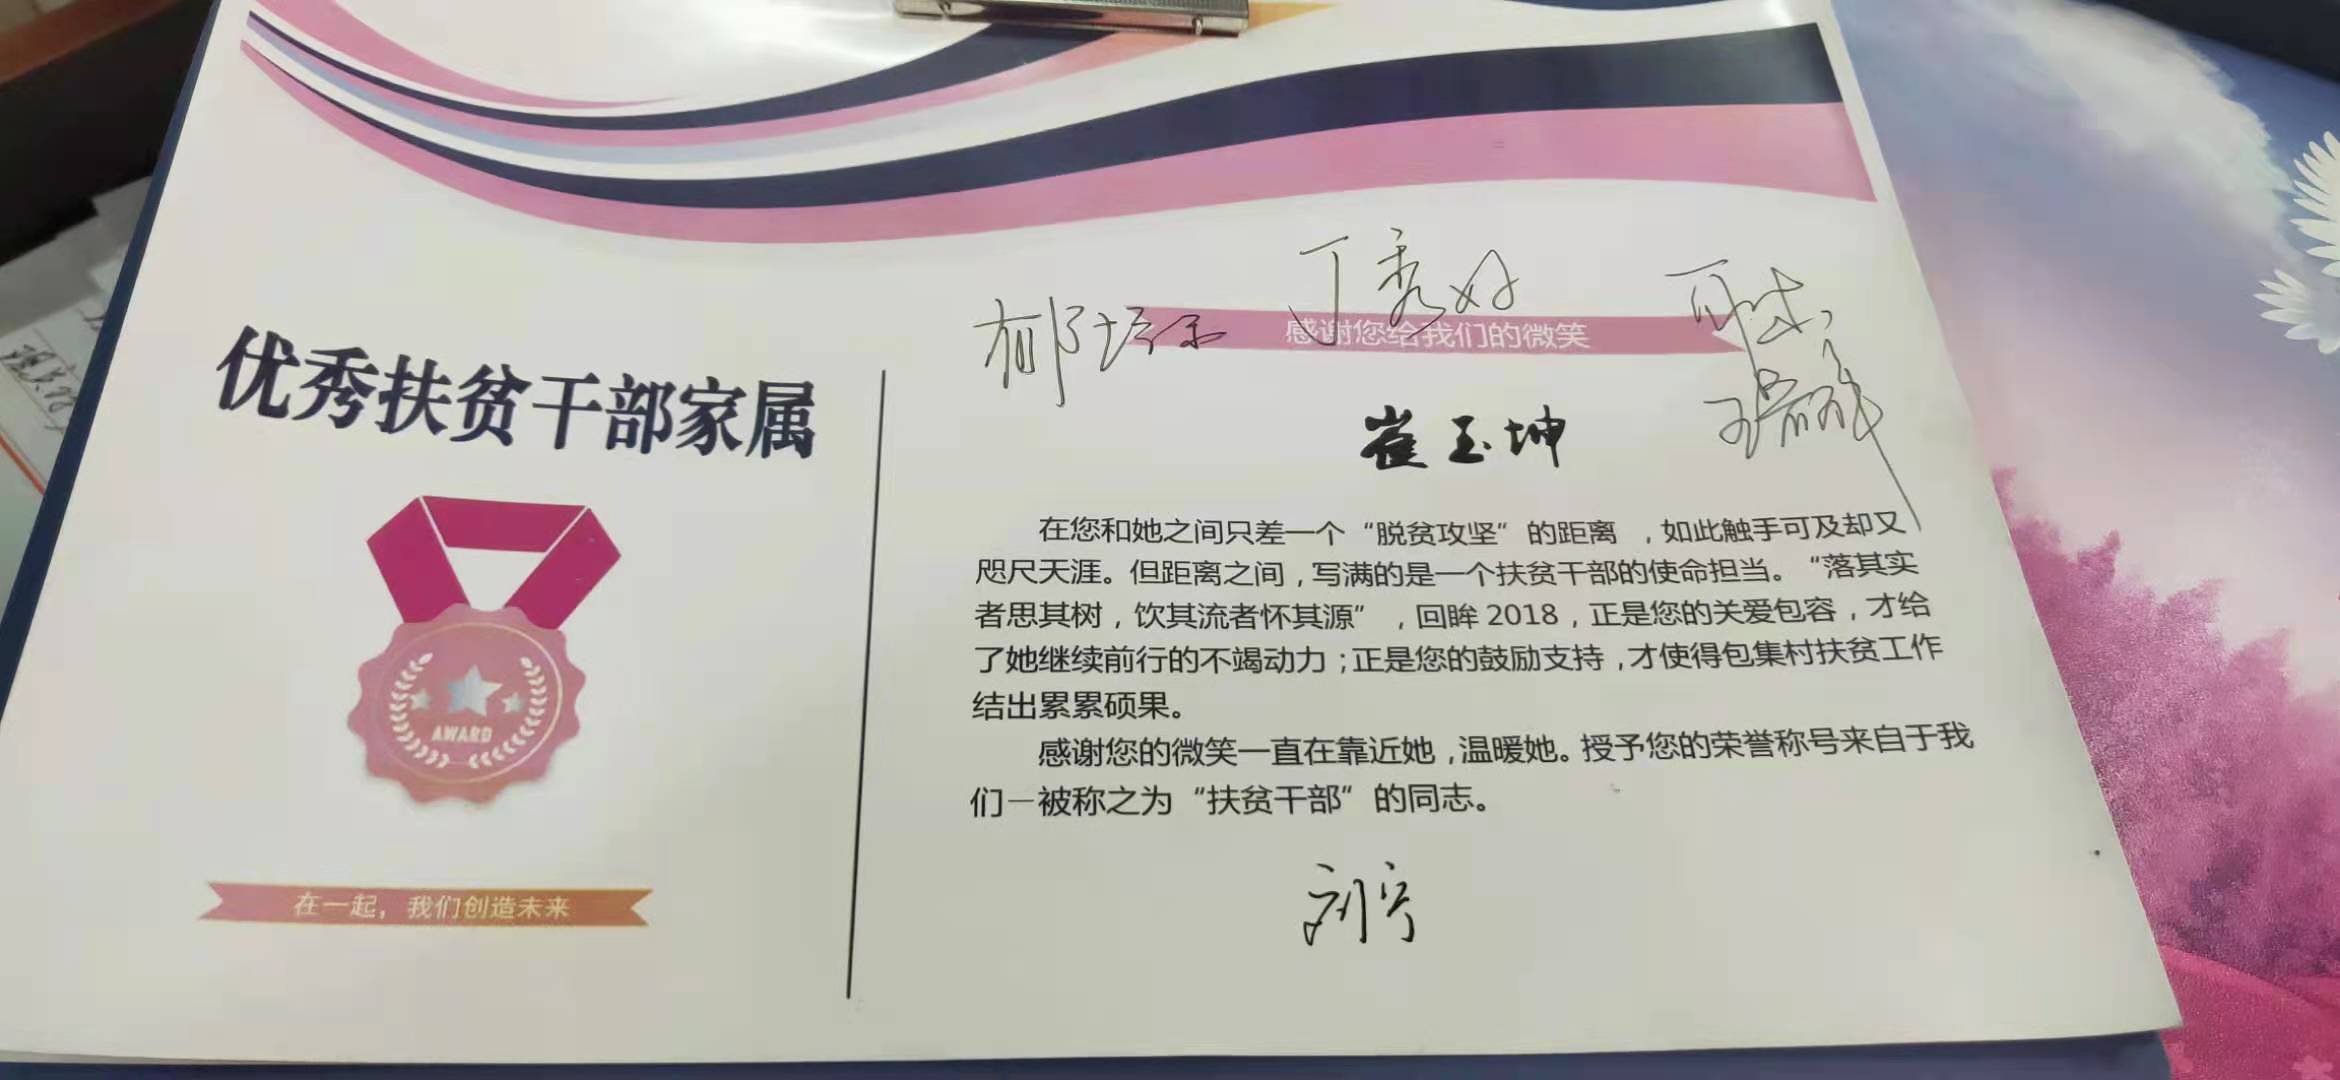 优秀扶贫干部家属
AWARD
在一起，我们创造未来
丁秀好
感谢您给我们的微笑
崔玉坤
在您和她之间只差一个“脱贫攻坚”的距离，如此触手可及却又
咫尺天涯。但距离之间，写满的是一个扶贫干部的使命担当。“落其实
者思其树，饮其流者怀其源”，回眸 2018，正是您的关爱包容，才给
了她继续前行的不竭动力；正是您的鼓励支持，才使得包集村扶贫工作
结出累累硕果。
感谢您的微笑一直在靠近她，温暖她。授予您的荣誉称号来自于我
们—被称之为“扶贫干部”的同志。
刘宁